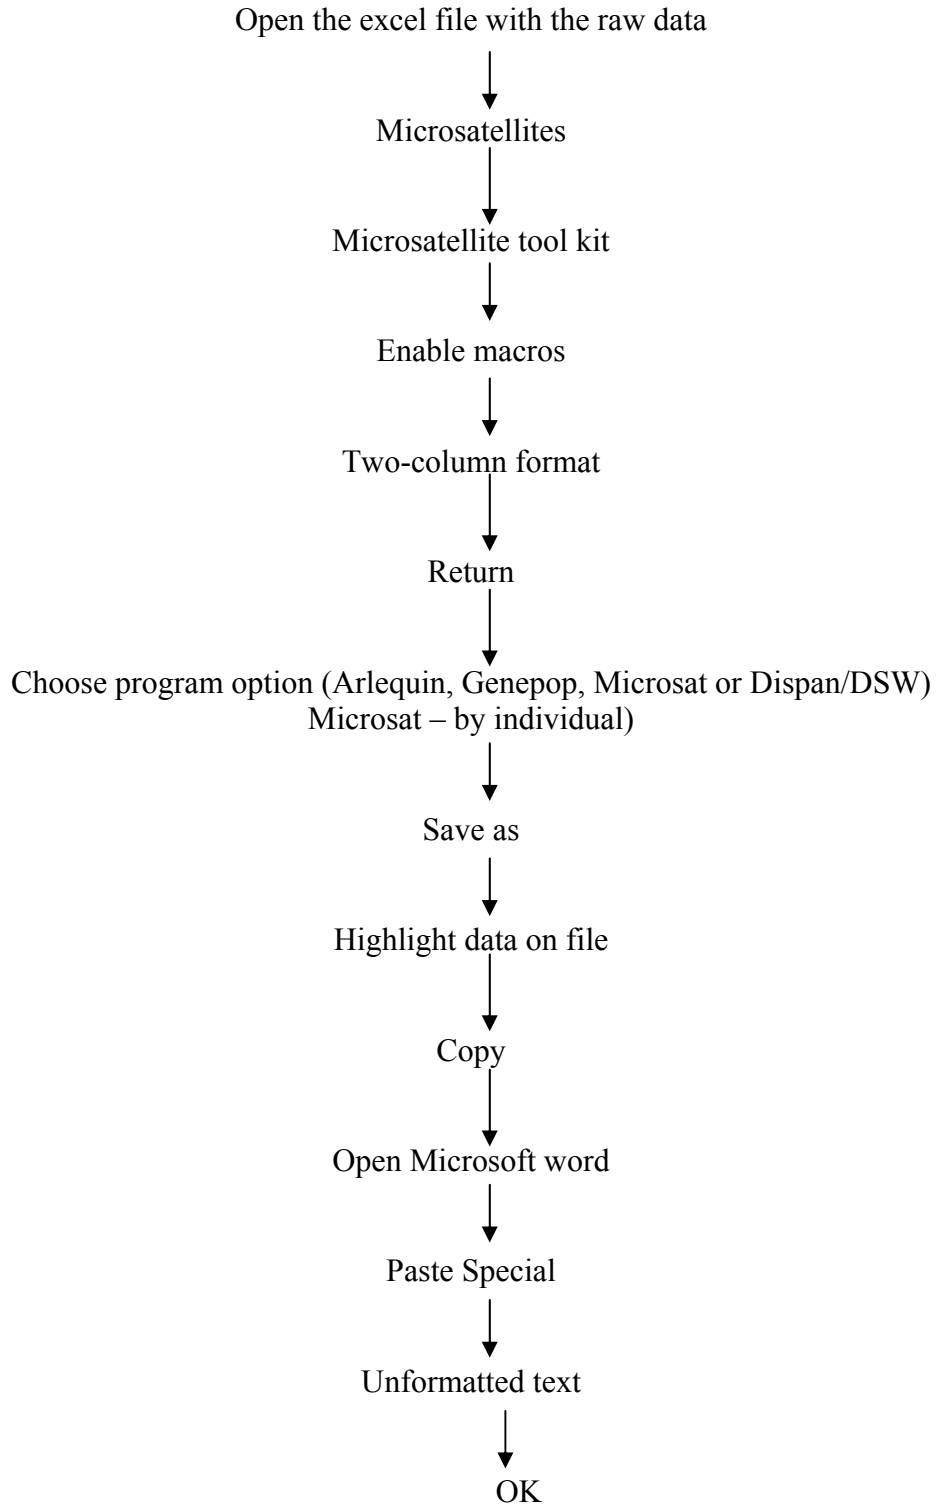 Open the excel file with the raw data
Microsatellites
Microsatellite tool kit
Enable macros
Two-column format
Return
Choose program option (Arlequin, Genepop, Microsat or Dispan/DSW)
Microsat – by individual)
Save as
Highlight data on file
Copy
Open Microsoft word
Paste Special
Unformatted text
OK